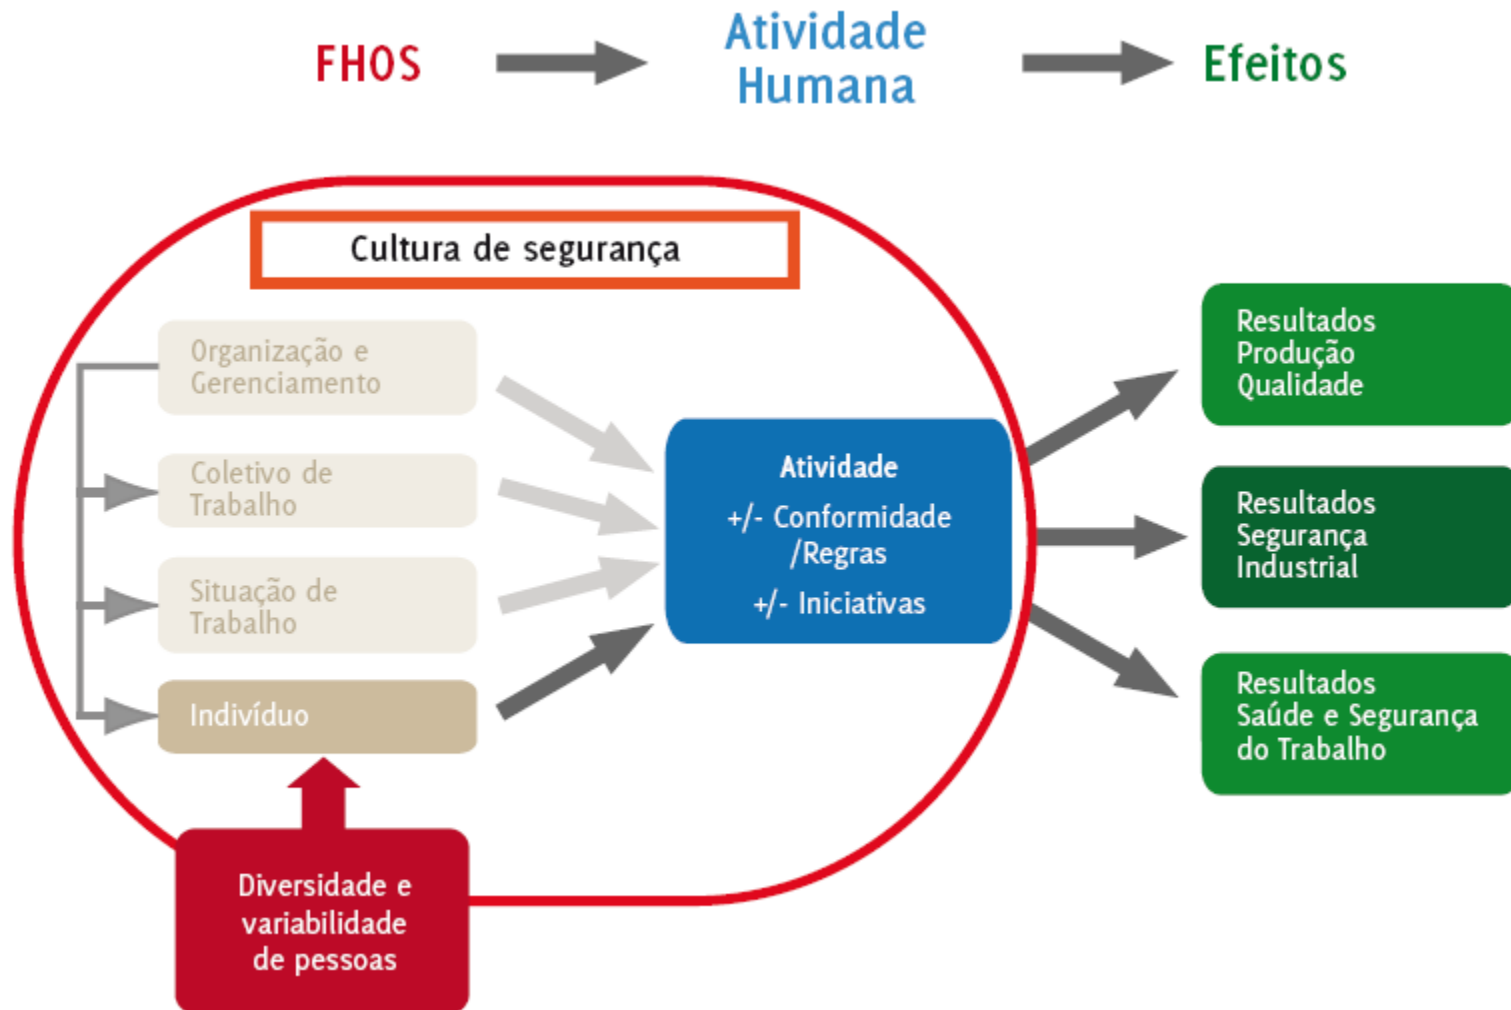 FHOS
Atividade
Humana
Efeitos
Cultura de segurança
Organização e
Gerenciamento
Coletivo de
Trabalho
Situação de
Trabalho
Indivíduo
Diversidade e
variabilidade
de pessoas
Atividade
+/- Conformidade
/Regras
+/- Iniciativas
Resultados
Produção
Qualidade
Resultados
Segurança
Industrial
Resultados
Saúde e Segurança
do Trabalho